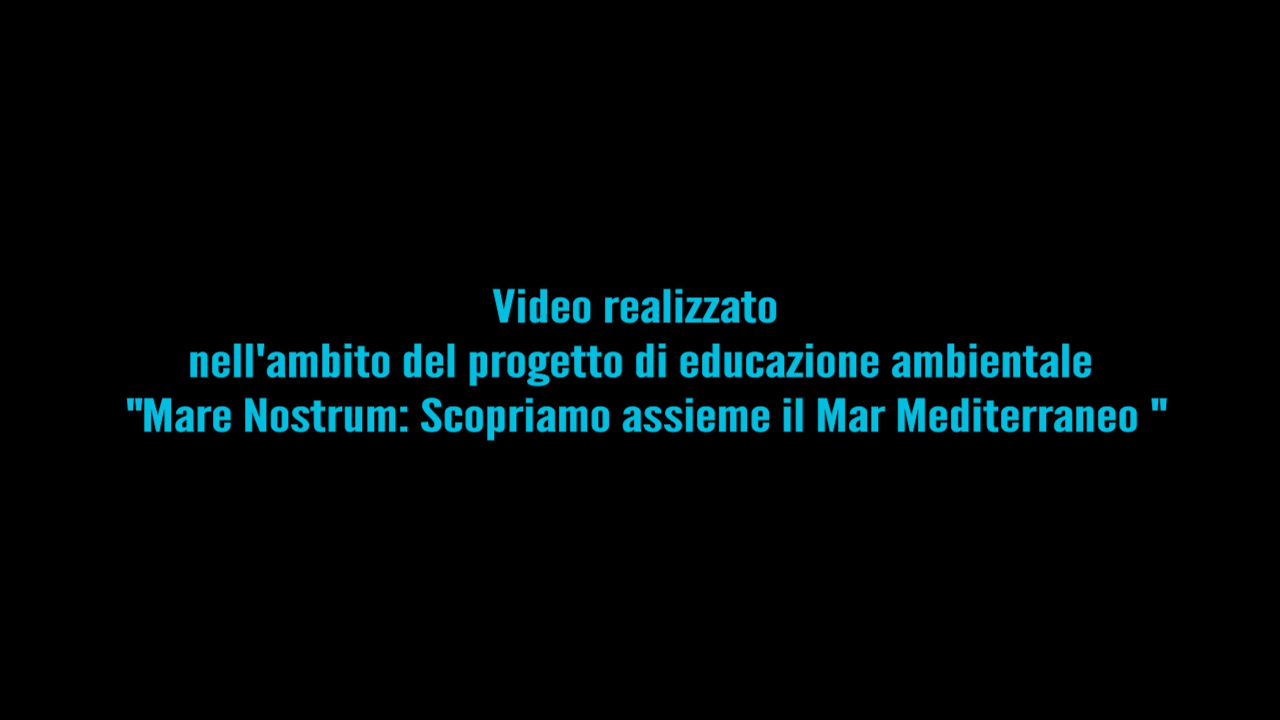 Video realizzato
nell'ambito del progetto di educazione ambientale
"Mare Nostrum: Scopriamo assieme il Mar Mediterraneo "